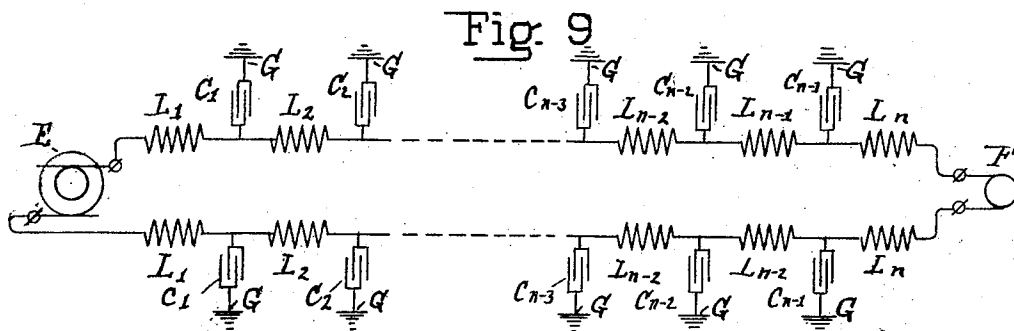 Fig. 9
G G G G G
C1 C2 Cn-3 Cn-2 Cn-1
L1 L2 Ln-2 Ln-1 Ln
E F
L1 L2 Ln-2 Ln-2 Ln
C1 C2 Cn-3 Cn-2 Cn-1
G G G G G